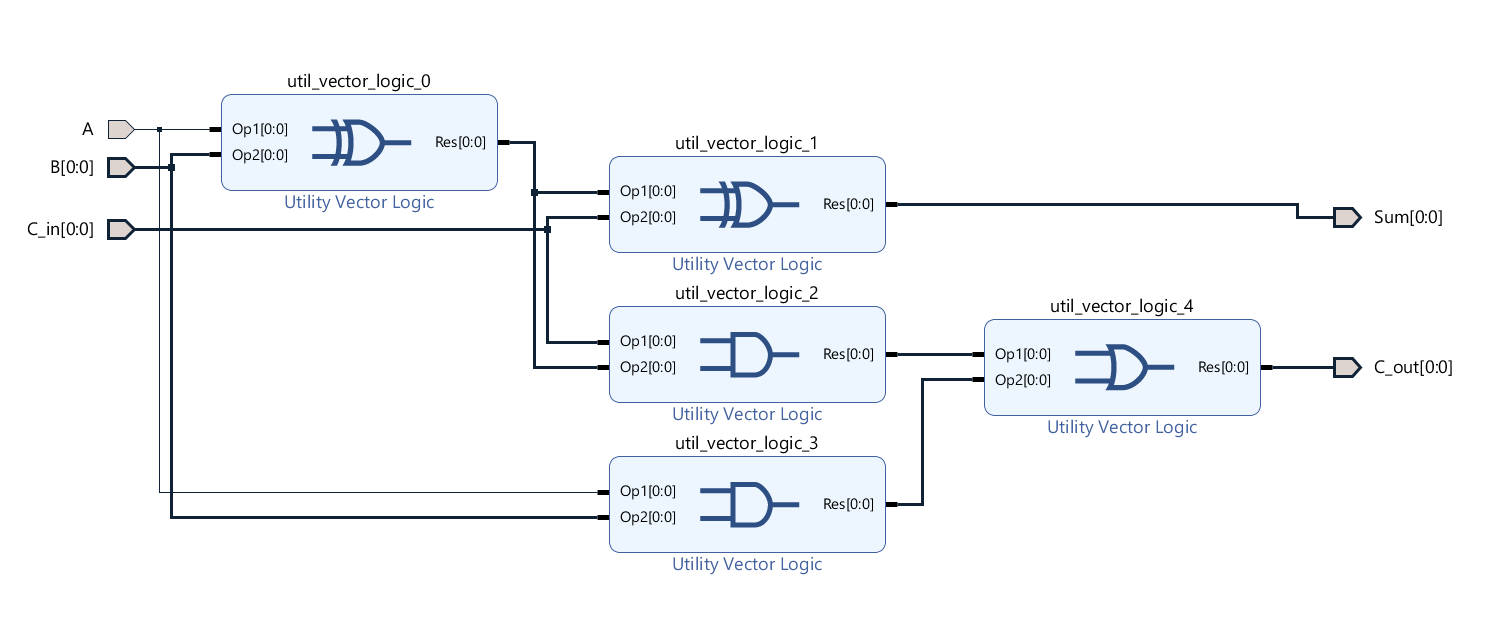 util_vector_logic_0
A
Op1[0:0]
Op2[0:0]
Res[0:0]
B[0:0]
Utility Vector Logic
C_in[0:0]
util_vector_logic_1
Op1[0:0]
Op2[0:0]
Res[0:0]
Utility Vector Logic
Sum[0:0]
util_vector_logic_2
Op1[0:0]
Op2[0:0]
Res[0:0]
Utility Vector Logic
util_vector_logic_4
Op1[0:0]
Op2[0:0]
Res[0:0]
Utility Vector Logic
C_out[0:0]
util_vector_logic_3
Op1[0:0]
Op2[0:0]
Res[0:0]
Utility Vector Logic